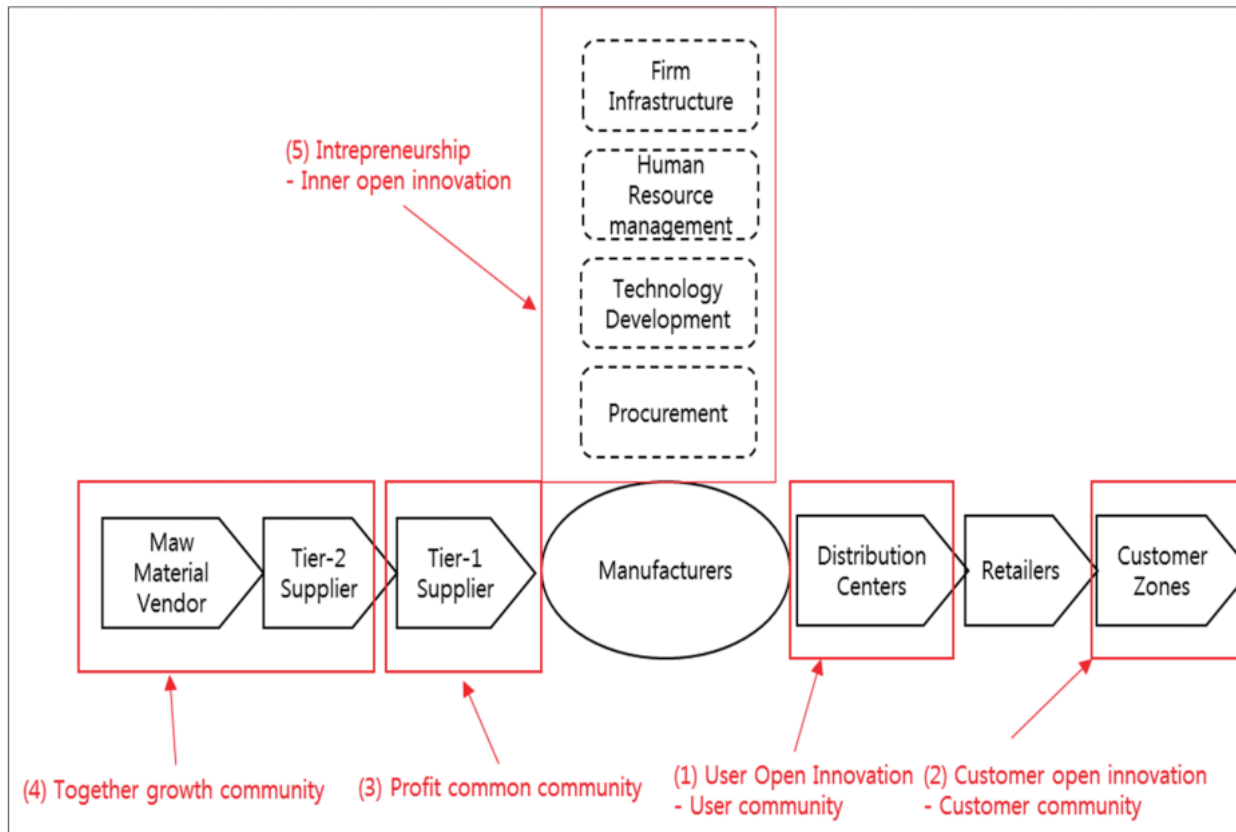 Firm
Infrastructure
(5) Intrepreneurship
- Inner open innovation
Human
Resource
management
Technology
Development
Procurement
Maw
Material
Vendor
Tier-2
Supplier
Tier-1
Supplier
Manufacturers
Distribution
Centers
Retailers
Customer
Zones
(4) Together growth community
(3) Profit common community
(1) User Open Innovation
- User community
(2) Customer open innovation
- Customer community